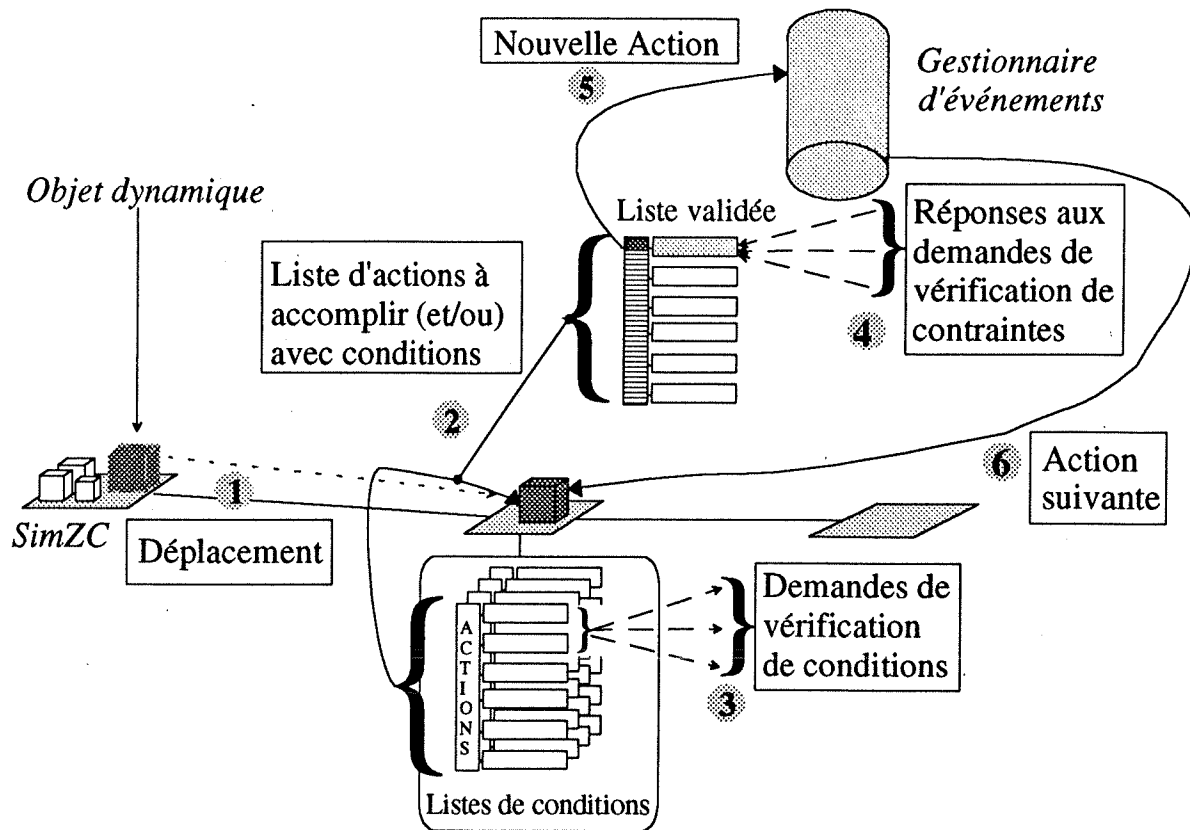 Nouvelle Action
5
Gestionnaire
d'événements
Objet dynamique
Liste validée
Réponses aux
demandes de
vérification de
contraintes
4
Liste d'actions à
accomplir (et/ou)
avec conditions
2
6
Action
suivante
1
SimZC
Déplacement
ACTIONS
Demandes de
vérification
de conditions
3
Listes de conditions